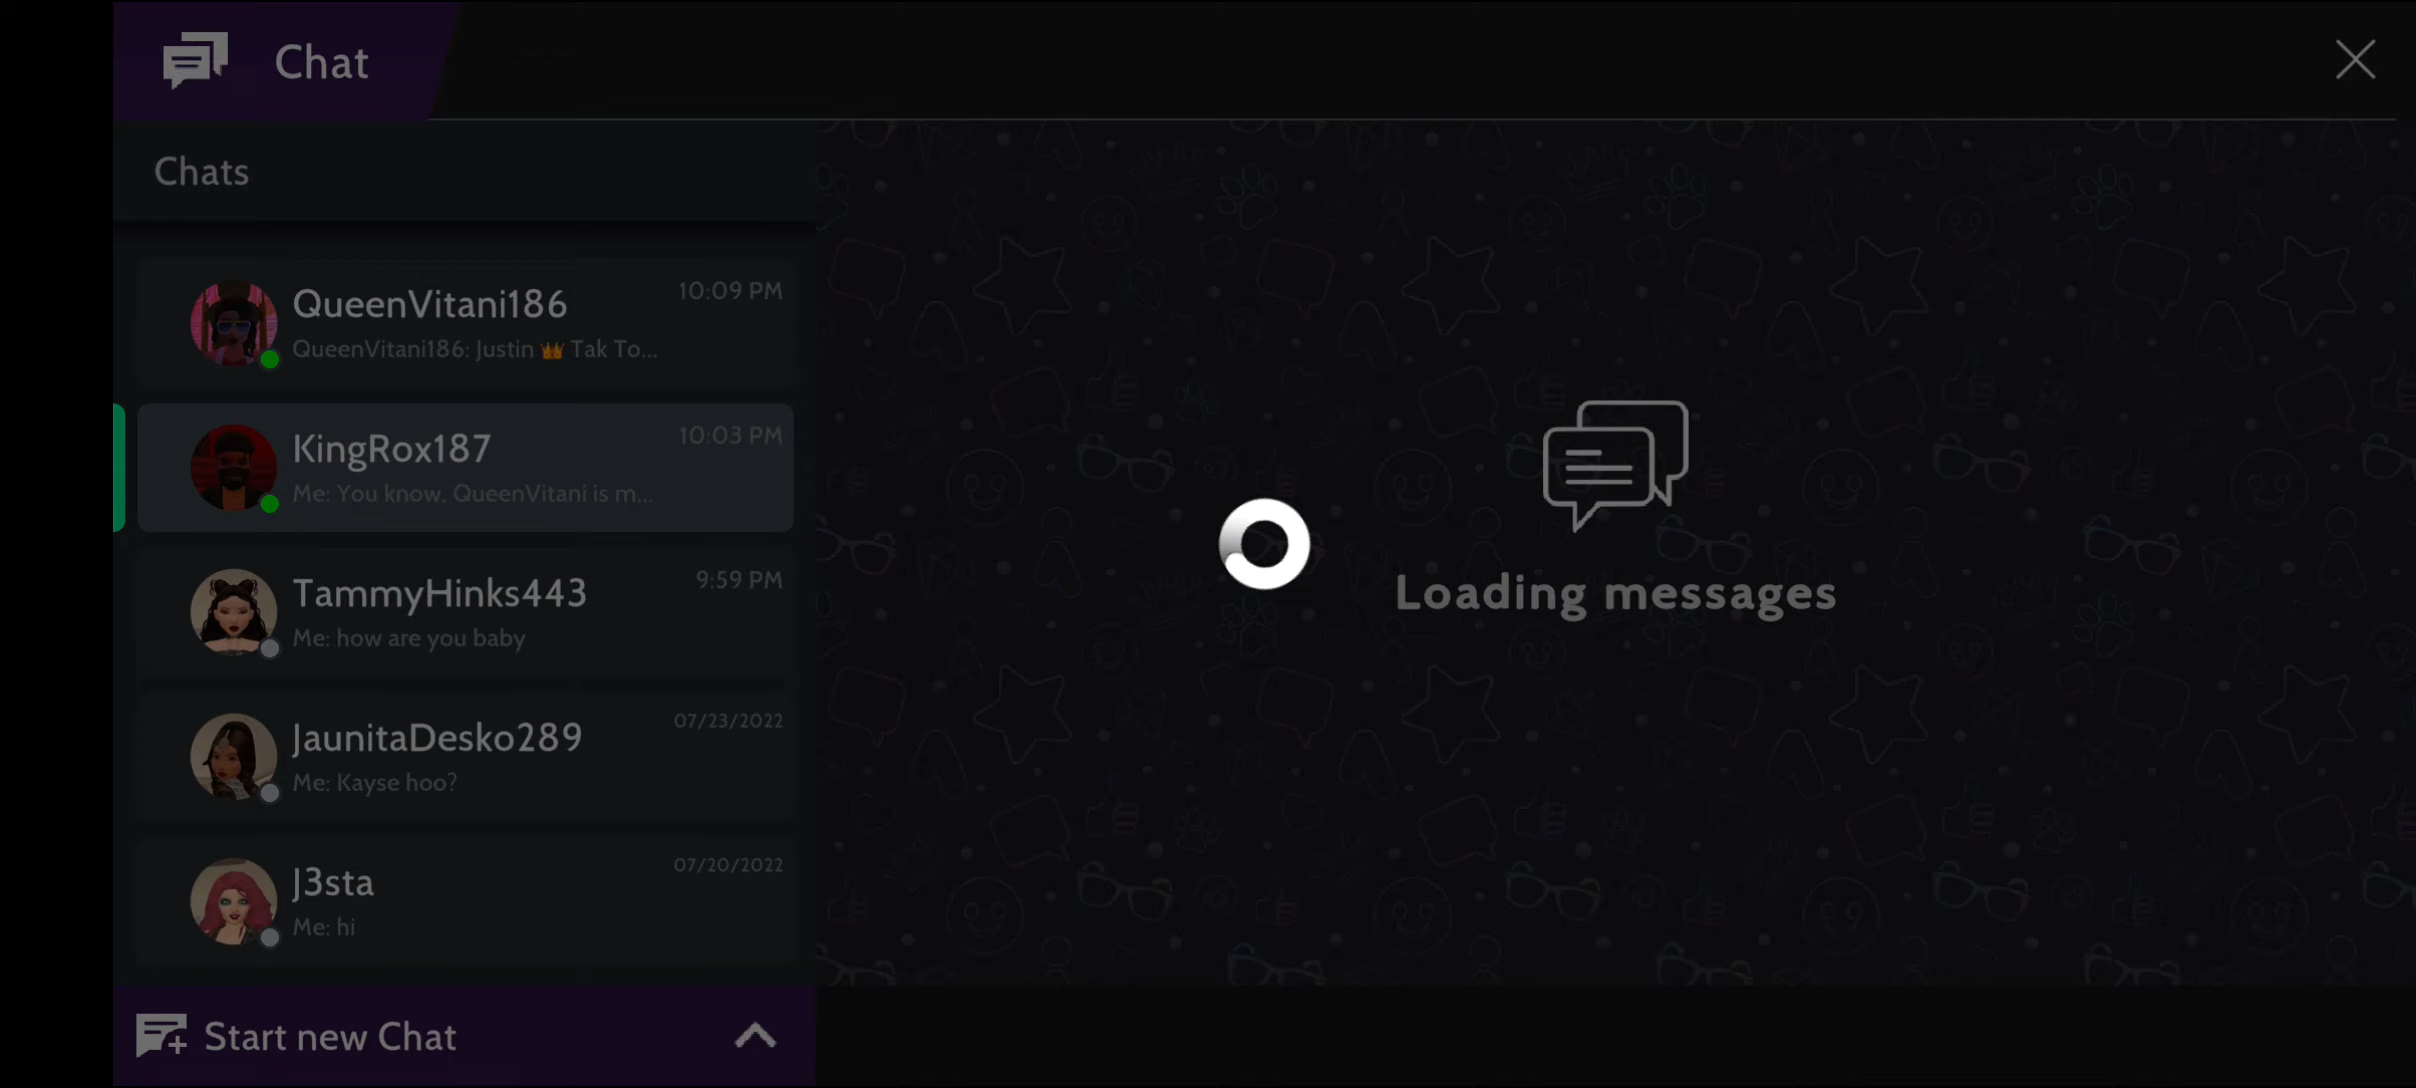 Chat
Chats
QueenVitani186
10:09 PM
QueenVitani186: Justin 👑 Tak To...
KingRox187
10:03 PM
Me: You know, QueenVitani is m...
TammyHinks443
9:59 PM
Me: how are you baby
JaunitaDesko289
07/23/2022
Me: Kayse hoo?
J3sta
07/20/2022
Me: hi
Start new Chat
Loading messages